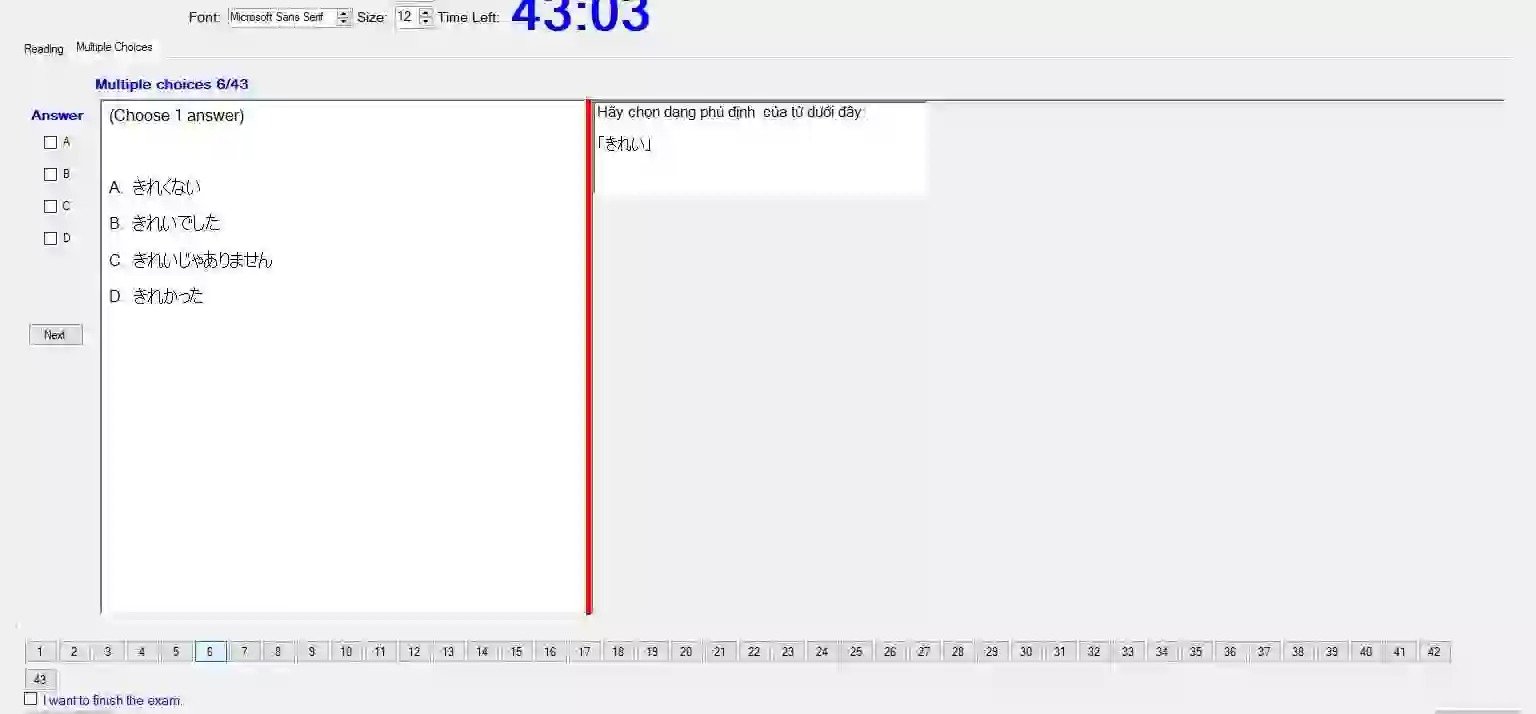 Font: Microsoft Sans Serif Size: 12 Time Left: 43:03
Reading Multiple Choices
Multiple choices 6/43
Answer
A
B
C
D
Next
(Choose 1 answer)
A. きれくない
B. きれいでした
C. きれいじゃありません
D. きれかった
Hãy chọn dạng phủ định của từ dưới đây:
「きれい」
1 2 3 4 5 6 7 8 9 10 11 12 13 14 15 16 17 18 19 20 21 22 23 24 25 26 27 28 29 30 31 32 33 34 35 36 37 38 39 40 41 42
43
I want to finish the exam.